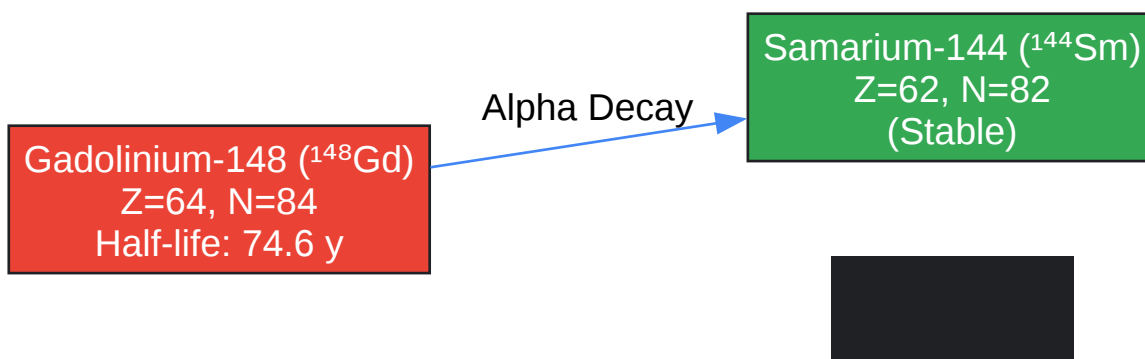 Samarium-144 (¹⁴⁴Sm)
Z=62, N=82
(Stable)
Alpha Decay
Gadolinium-148 (¹⁴⁸Gd)
Z=64, N=84
Half-life: 74.6 y